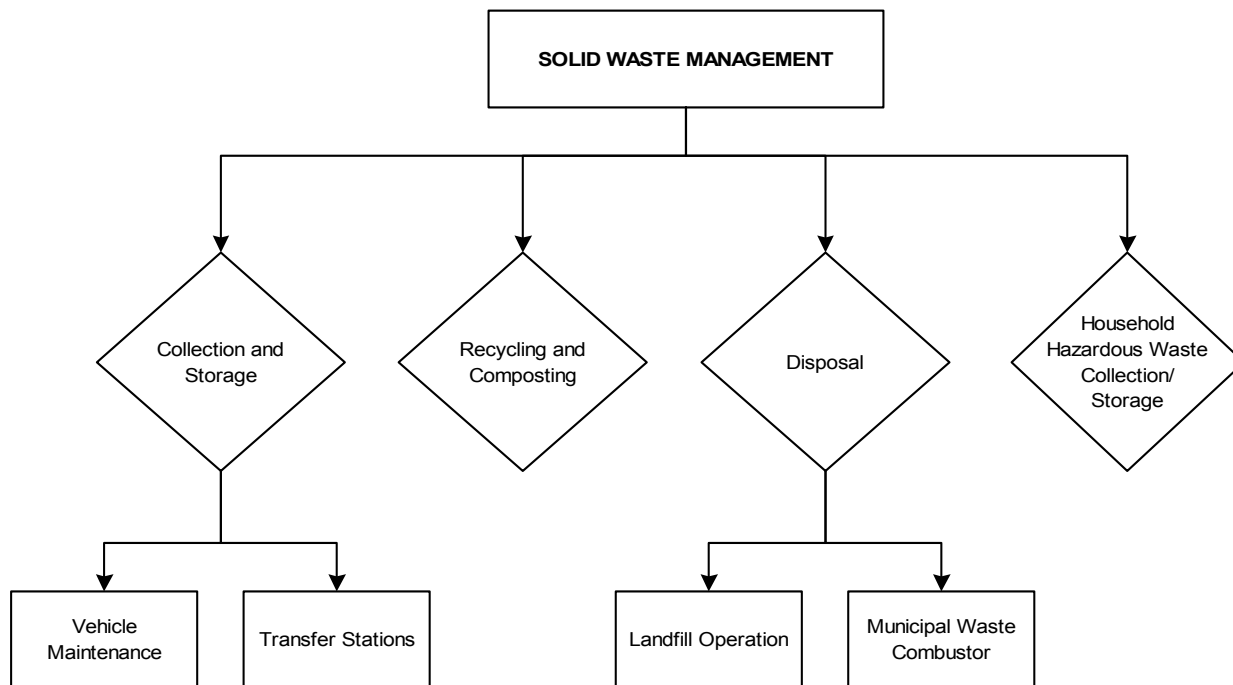 SOLID WASTE MANAGEMENT
Collection and
Storage
Recycling and
Composting
Disposal
Household
Hazardous Waste
Collection/
Storage
Vehicle
Maintenance
Transfer Stations
Landfill Operation
Municipal Waste
Combustor